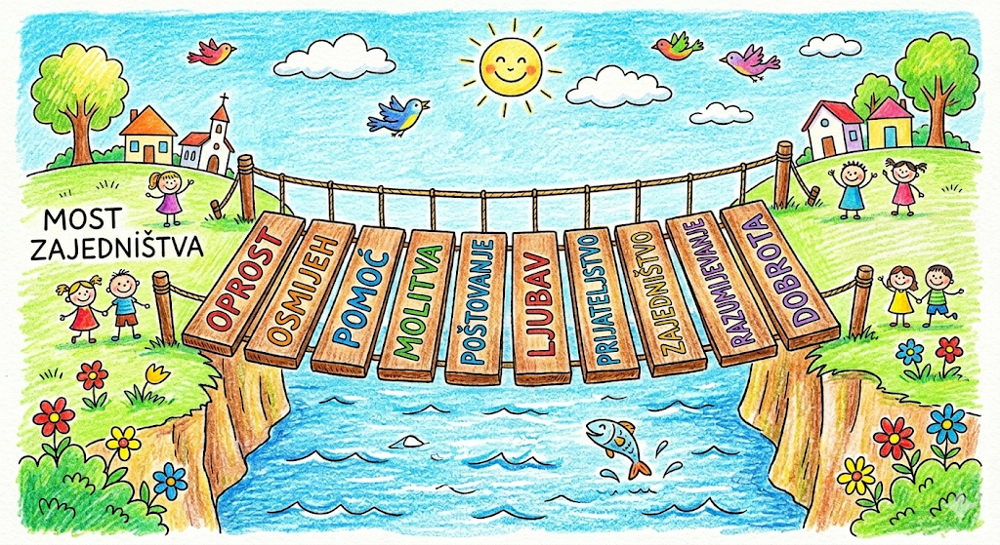 MOST
ZAJEDNIŠTVA
OPROST
OSMIJEH
POMOĆ
MOLITVA
POŠTOVANJE
LJUBAV
PRIJATELJSTVO
ZAJEDNIŠTVO
RAZUMIJEVANJE
DOBROTA